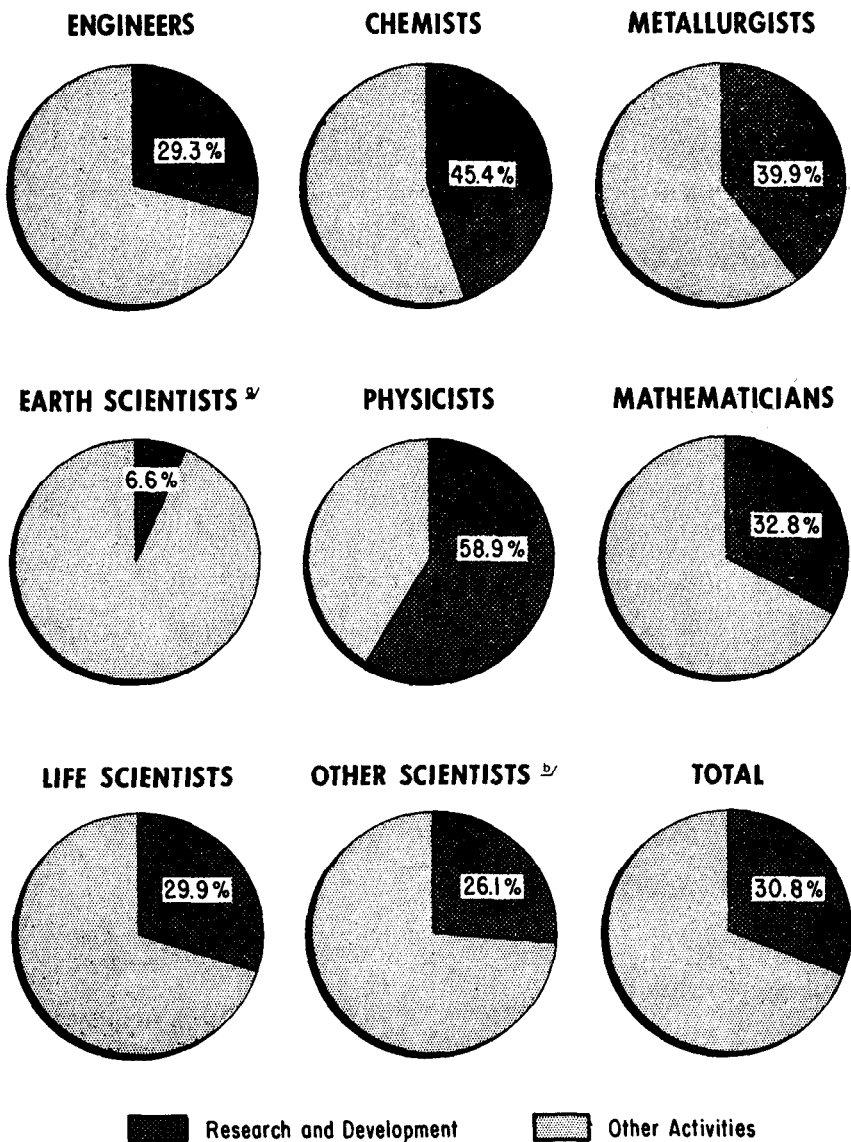 ENGINEERS CHEMISTS METALLURGISTS
29.3% 45.4% 39.9%
EARTH SCIENTISTS a/ PHYSICISTS MATHEMATICIANS
6.6% 58.9% 32.8%
LIFE SCIENTISTS OTHER SCIENTISTS b/ TOTAL
29.9% 26.1% 30.8%
Research and Development Other Activities